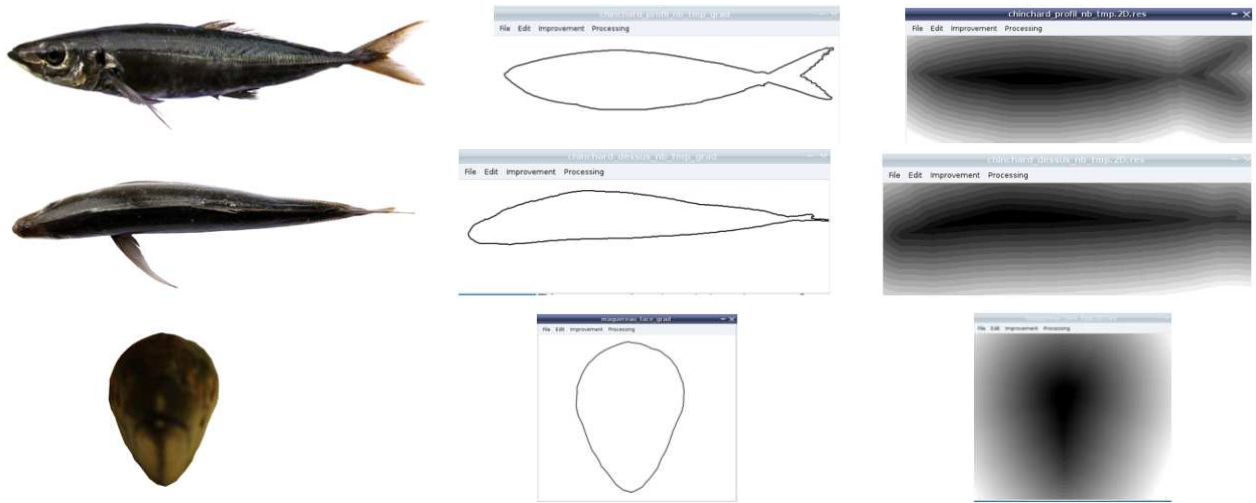 chinchard_profil_nb_tmp_grad
File Edit Improvement Processing
chinchard_profil_nb_tmp.2D.res
File Edit Improvement Processing
chinchard_dessus_nb_tmp_grad
File Edit Improvement Processing
chinchard_dessus_nb_tmp.2D.res
File Edit Improvement Processing
maquereau_face_grad
File Edit Improvement Processing
File Edit Improvement Processing